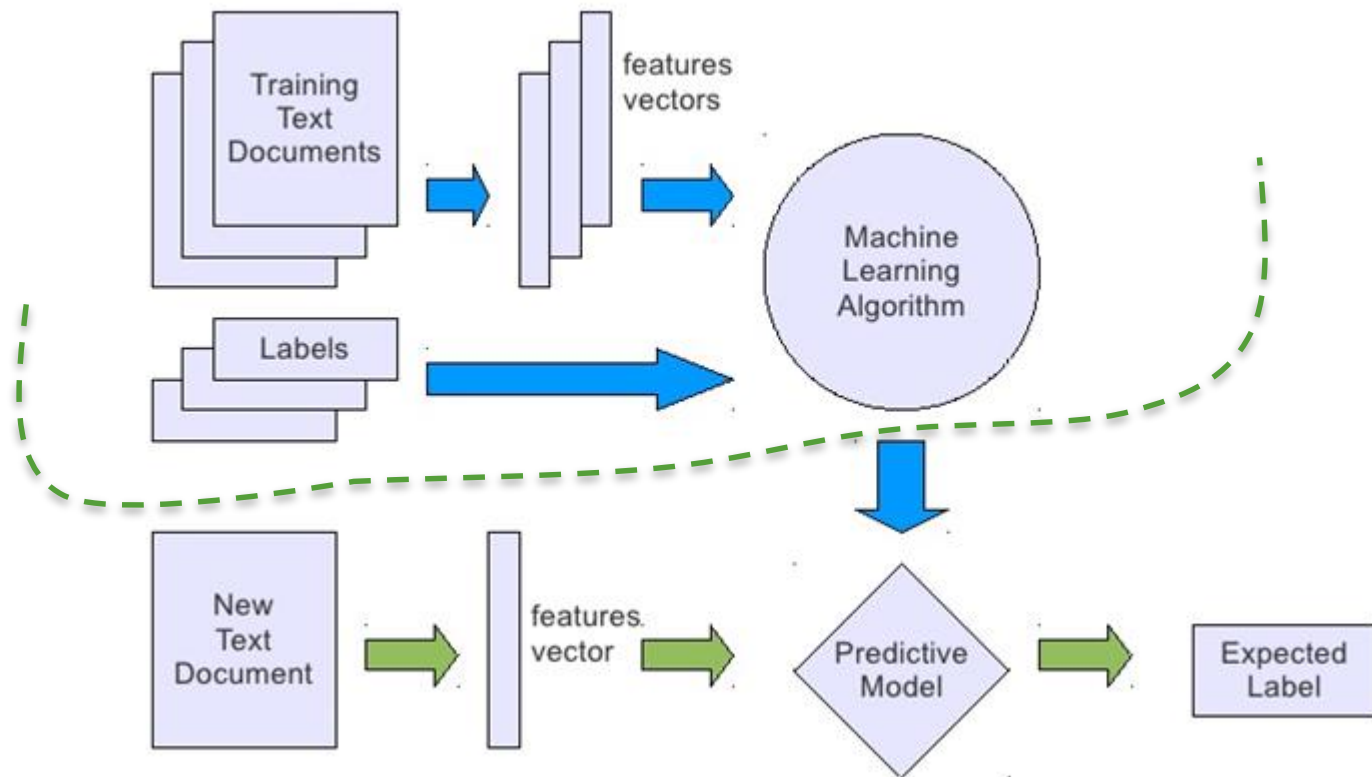 Training
Text
Documents
features
vectors
Machine
Learning
Algorithm
Labels
New
Text
Document
features
vector
Predictive
Model
Expected
Label